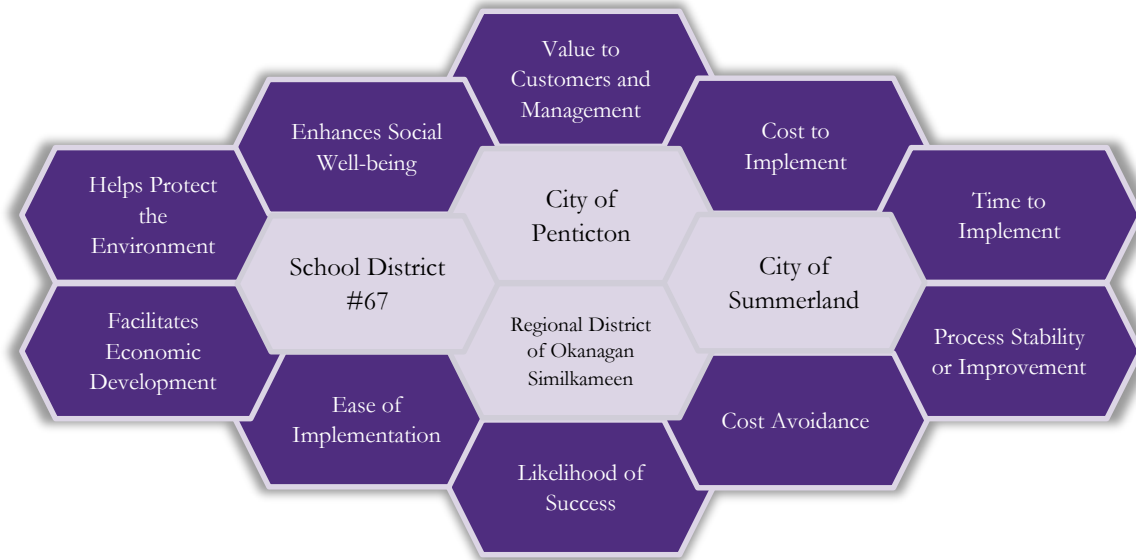 Value to
Customers and
Management
Enhances Social
Well-being
Cost to
Implement
Helps Protect
the
Environment
City of
Penticton
Time to
Implement
School District
#67
City of
Summerland
Facilitates
Economic
Development
Regional District
of Okanagan
Similkameen
Process Stability
or Improvement
Ease of
Implementation
Cost Avoidance
Likelihood of
Success